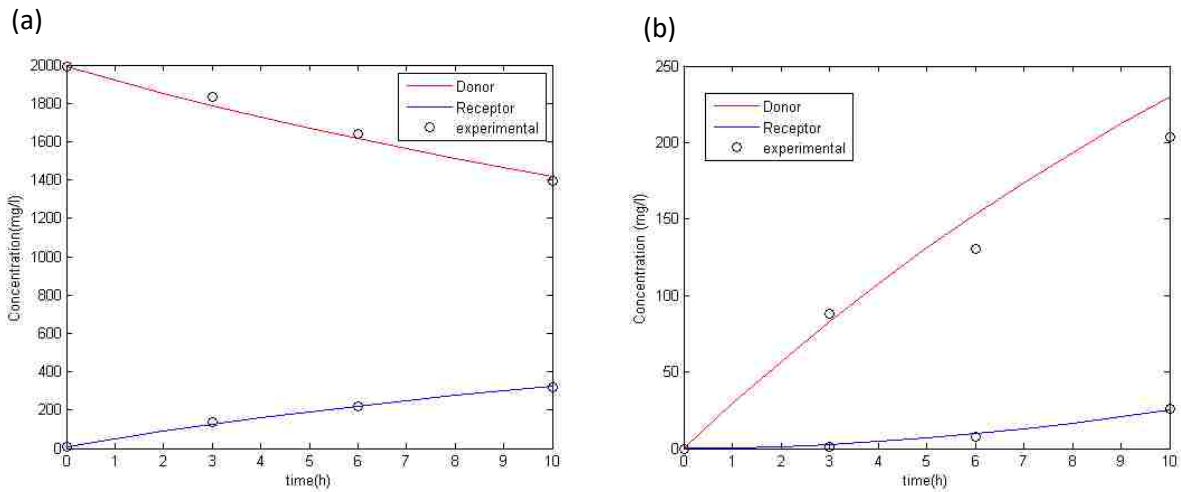 (a)
2000
1800
1600
1400
1200
1000
800
600
400
200
0
Concentration(mg/l)
Donor
Receptor
experimental
0 1 2 3 4 5 6 7 8 9 10
time(h)
(b)
250
200
150
100
50
0
Concentration (mg/l)
Donor
Receptor
experimental
0 1 2 3 4 5 6 7 8 9 10
time(h)